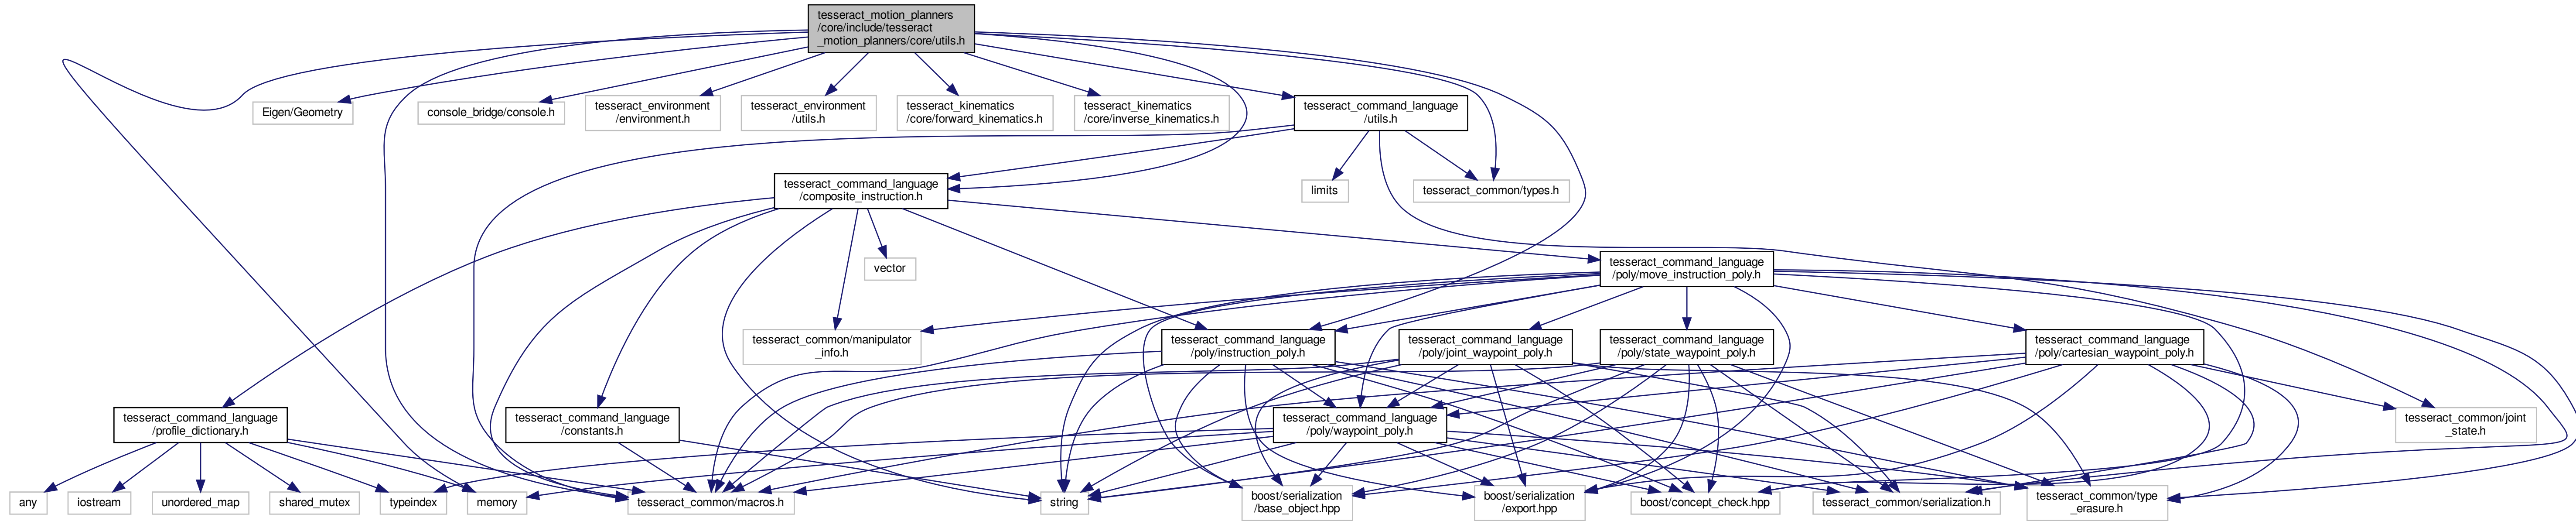 tesseract_motion_planners
/core/include/tesseract
_motion_planners/core/utils.h
Eigen/Geometry
console_bridge/console.h
tesseract_environment
/environment.h
tesseract_environment
/utils.h
tesseract_kinematics
/core/forward_kinematics.h
tesseract_kinematics
/core/inverse_kinematics.h
tesseract_command_language
/utils.h
tesseract_command_language
/composite_instruction.h
limits
tesseract_common/types.h
vector
tesseract_command_language
/poly/move_instruction_poly.h
tesseract_common/manipulator
_info.h
tesseract_command_language
/poly/instruction_poly.h
tesseract_command_language
/poly/joint_waypoint_poly.h
tesseract_command_language
/poly/state_waypoint_poly.h
tesseract_command_language
/poly/cartesian_waypoint_poly.h
tesseract_command_language
/profile_dictionary.h
tesseract_command_language
/constants.h
tesseract_command_language
/poly/waypoint_poly.h
tesseract_common/joint
_state.h
any
iostream
unordered_map
shared_mutex
typeindex
memory
tesseract_common/macros.h
string
boost/serialization
/base_object.hpp
boost/serialization
/export.hpp
boost/concept_check.hpp
tesseract_common/serialization.h
tesseract_common/type
_erasure.h